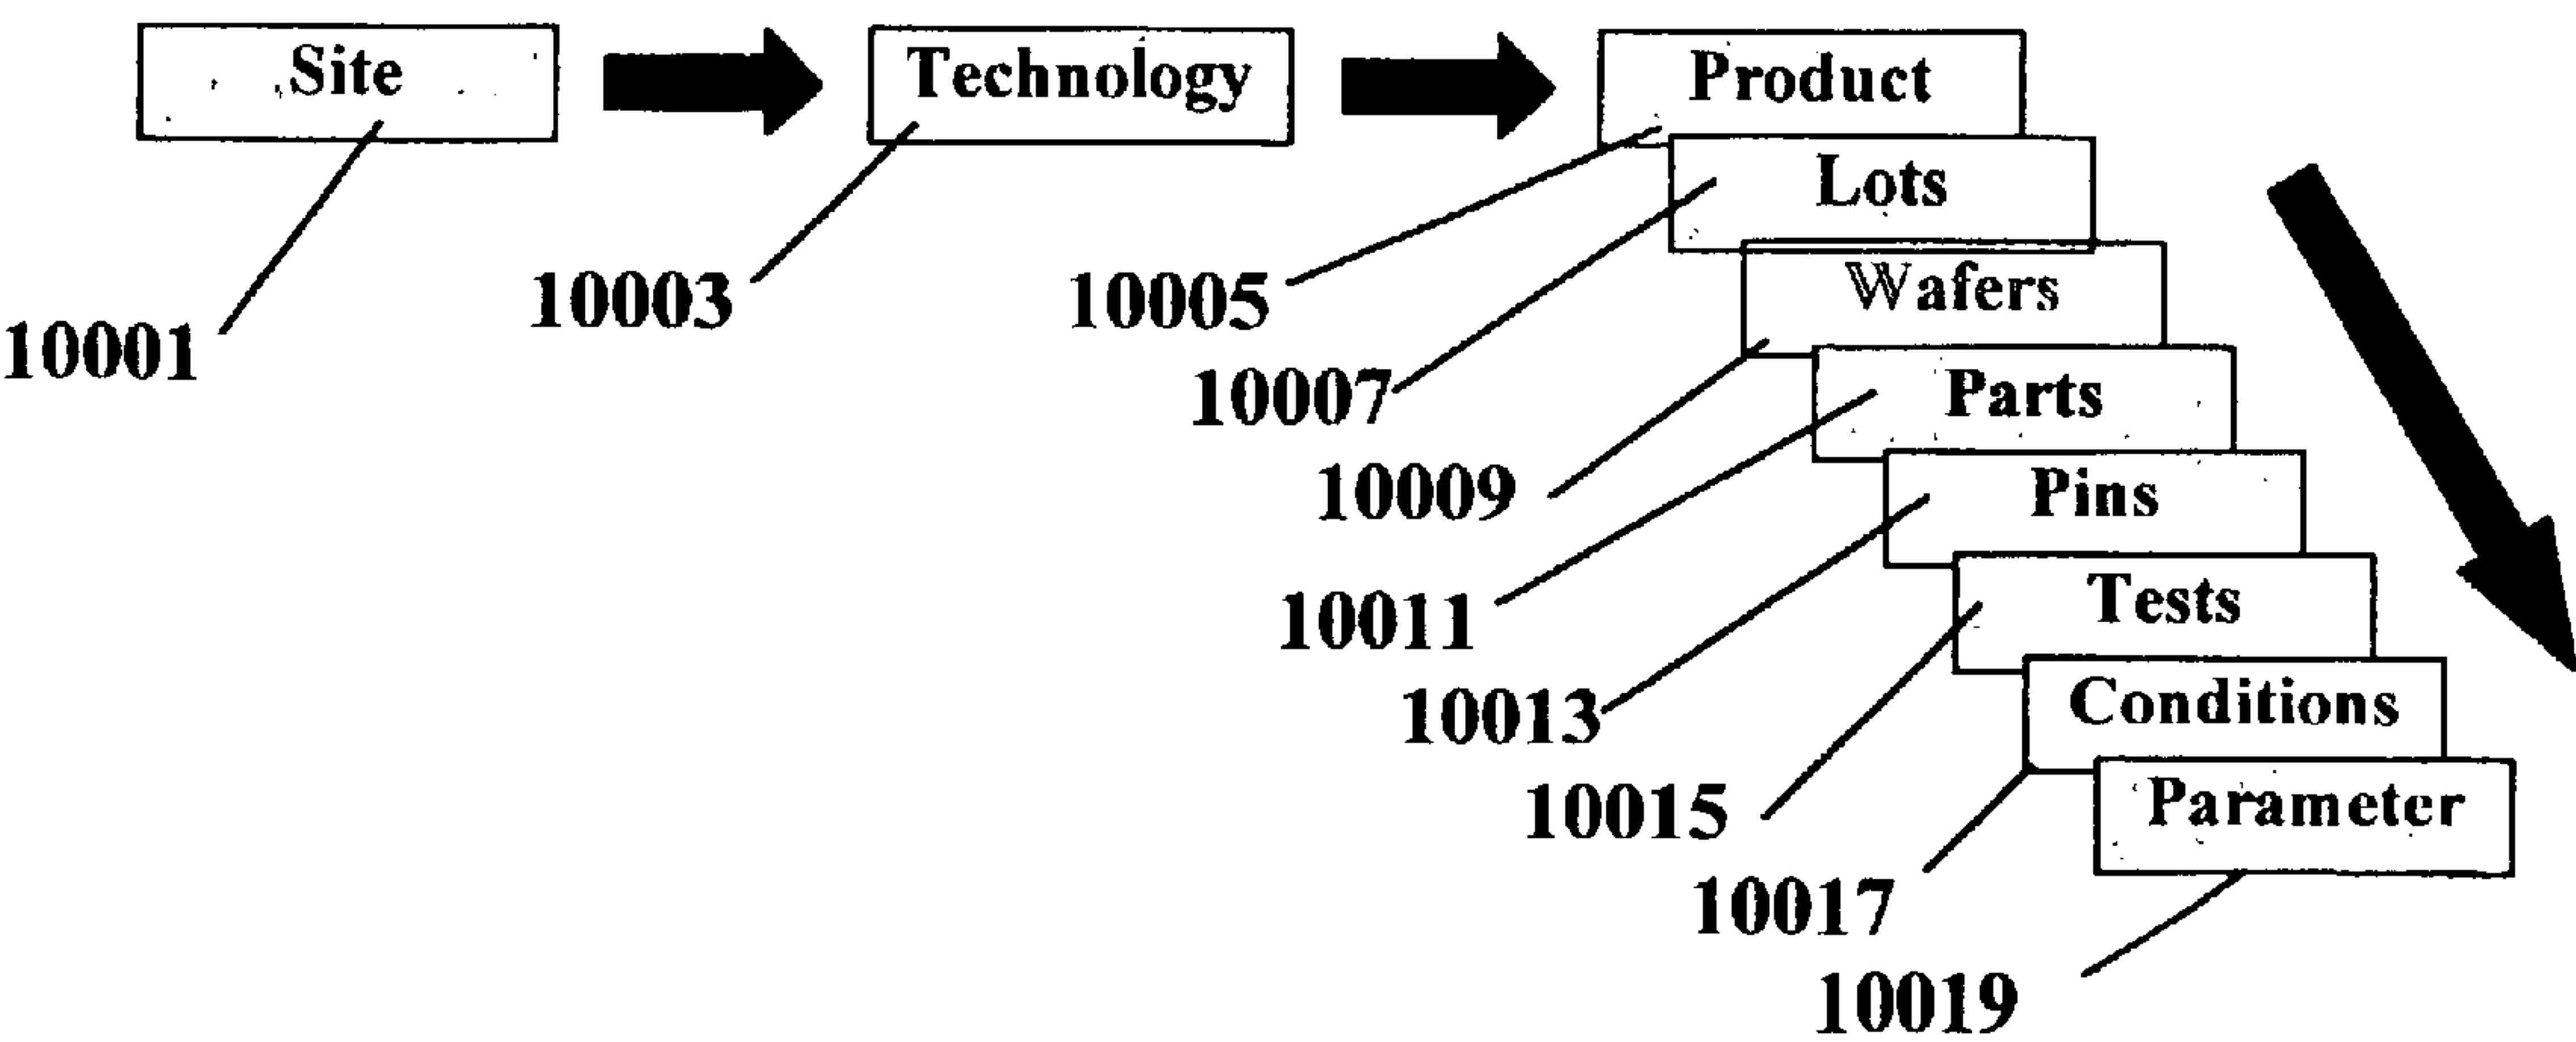 Site
Technology
Product
Lots
Wafers
Parts
Pins
Tests
Conditions
Parameter
10001
10003
10005
10007
10009
10011
10013
10015
10017
10019